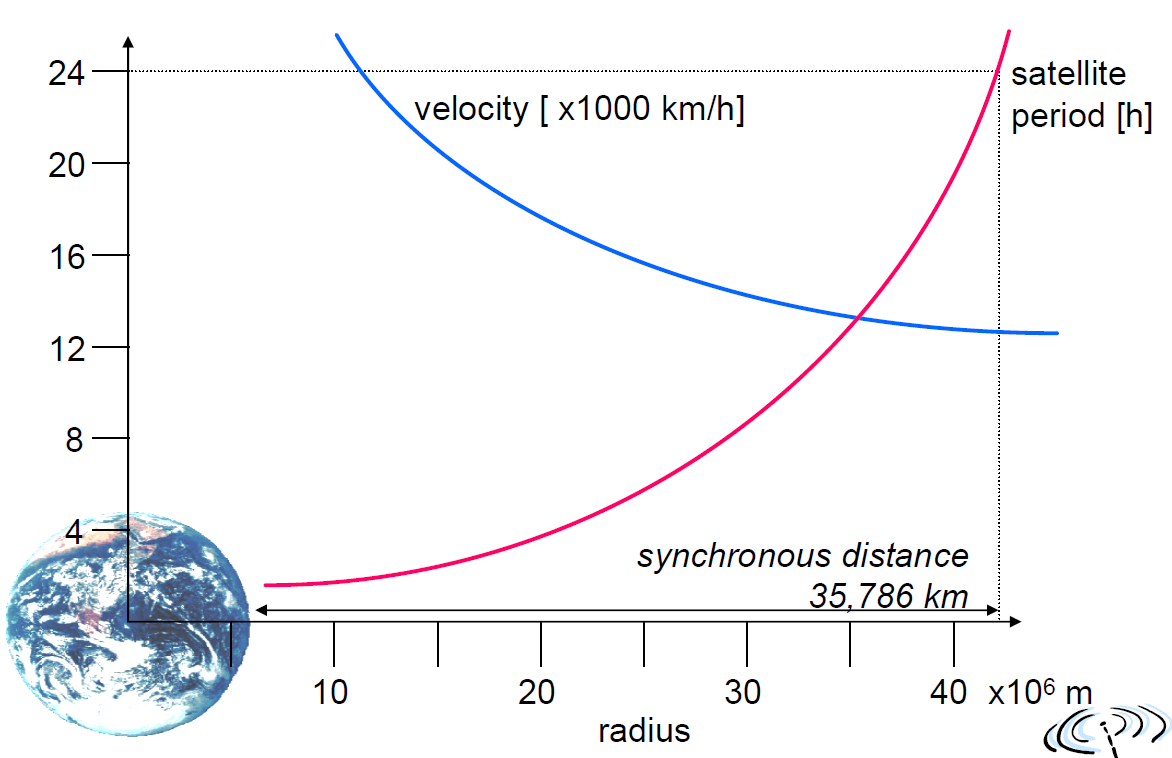 24
velocity [ x1000 km/h]
satellite
period [h]
20
16
12
8
4
synchronous distance
35,786 km
10 20 30 40 x10⁶ m
radius